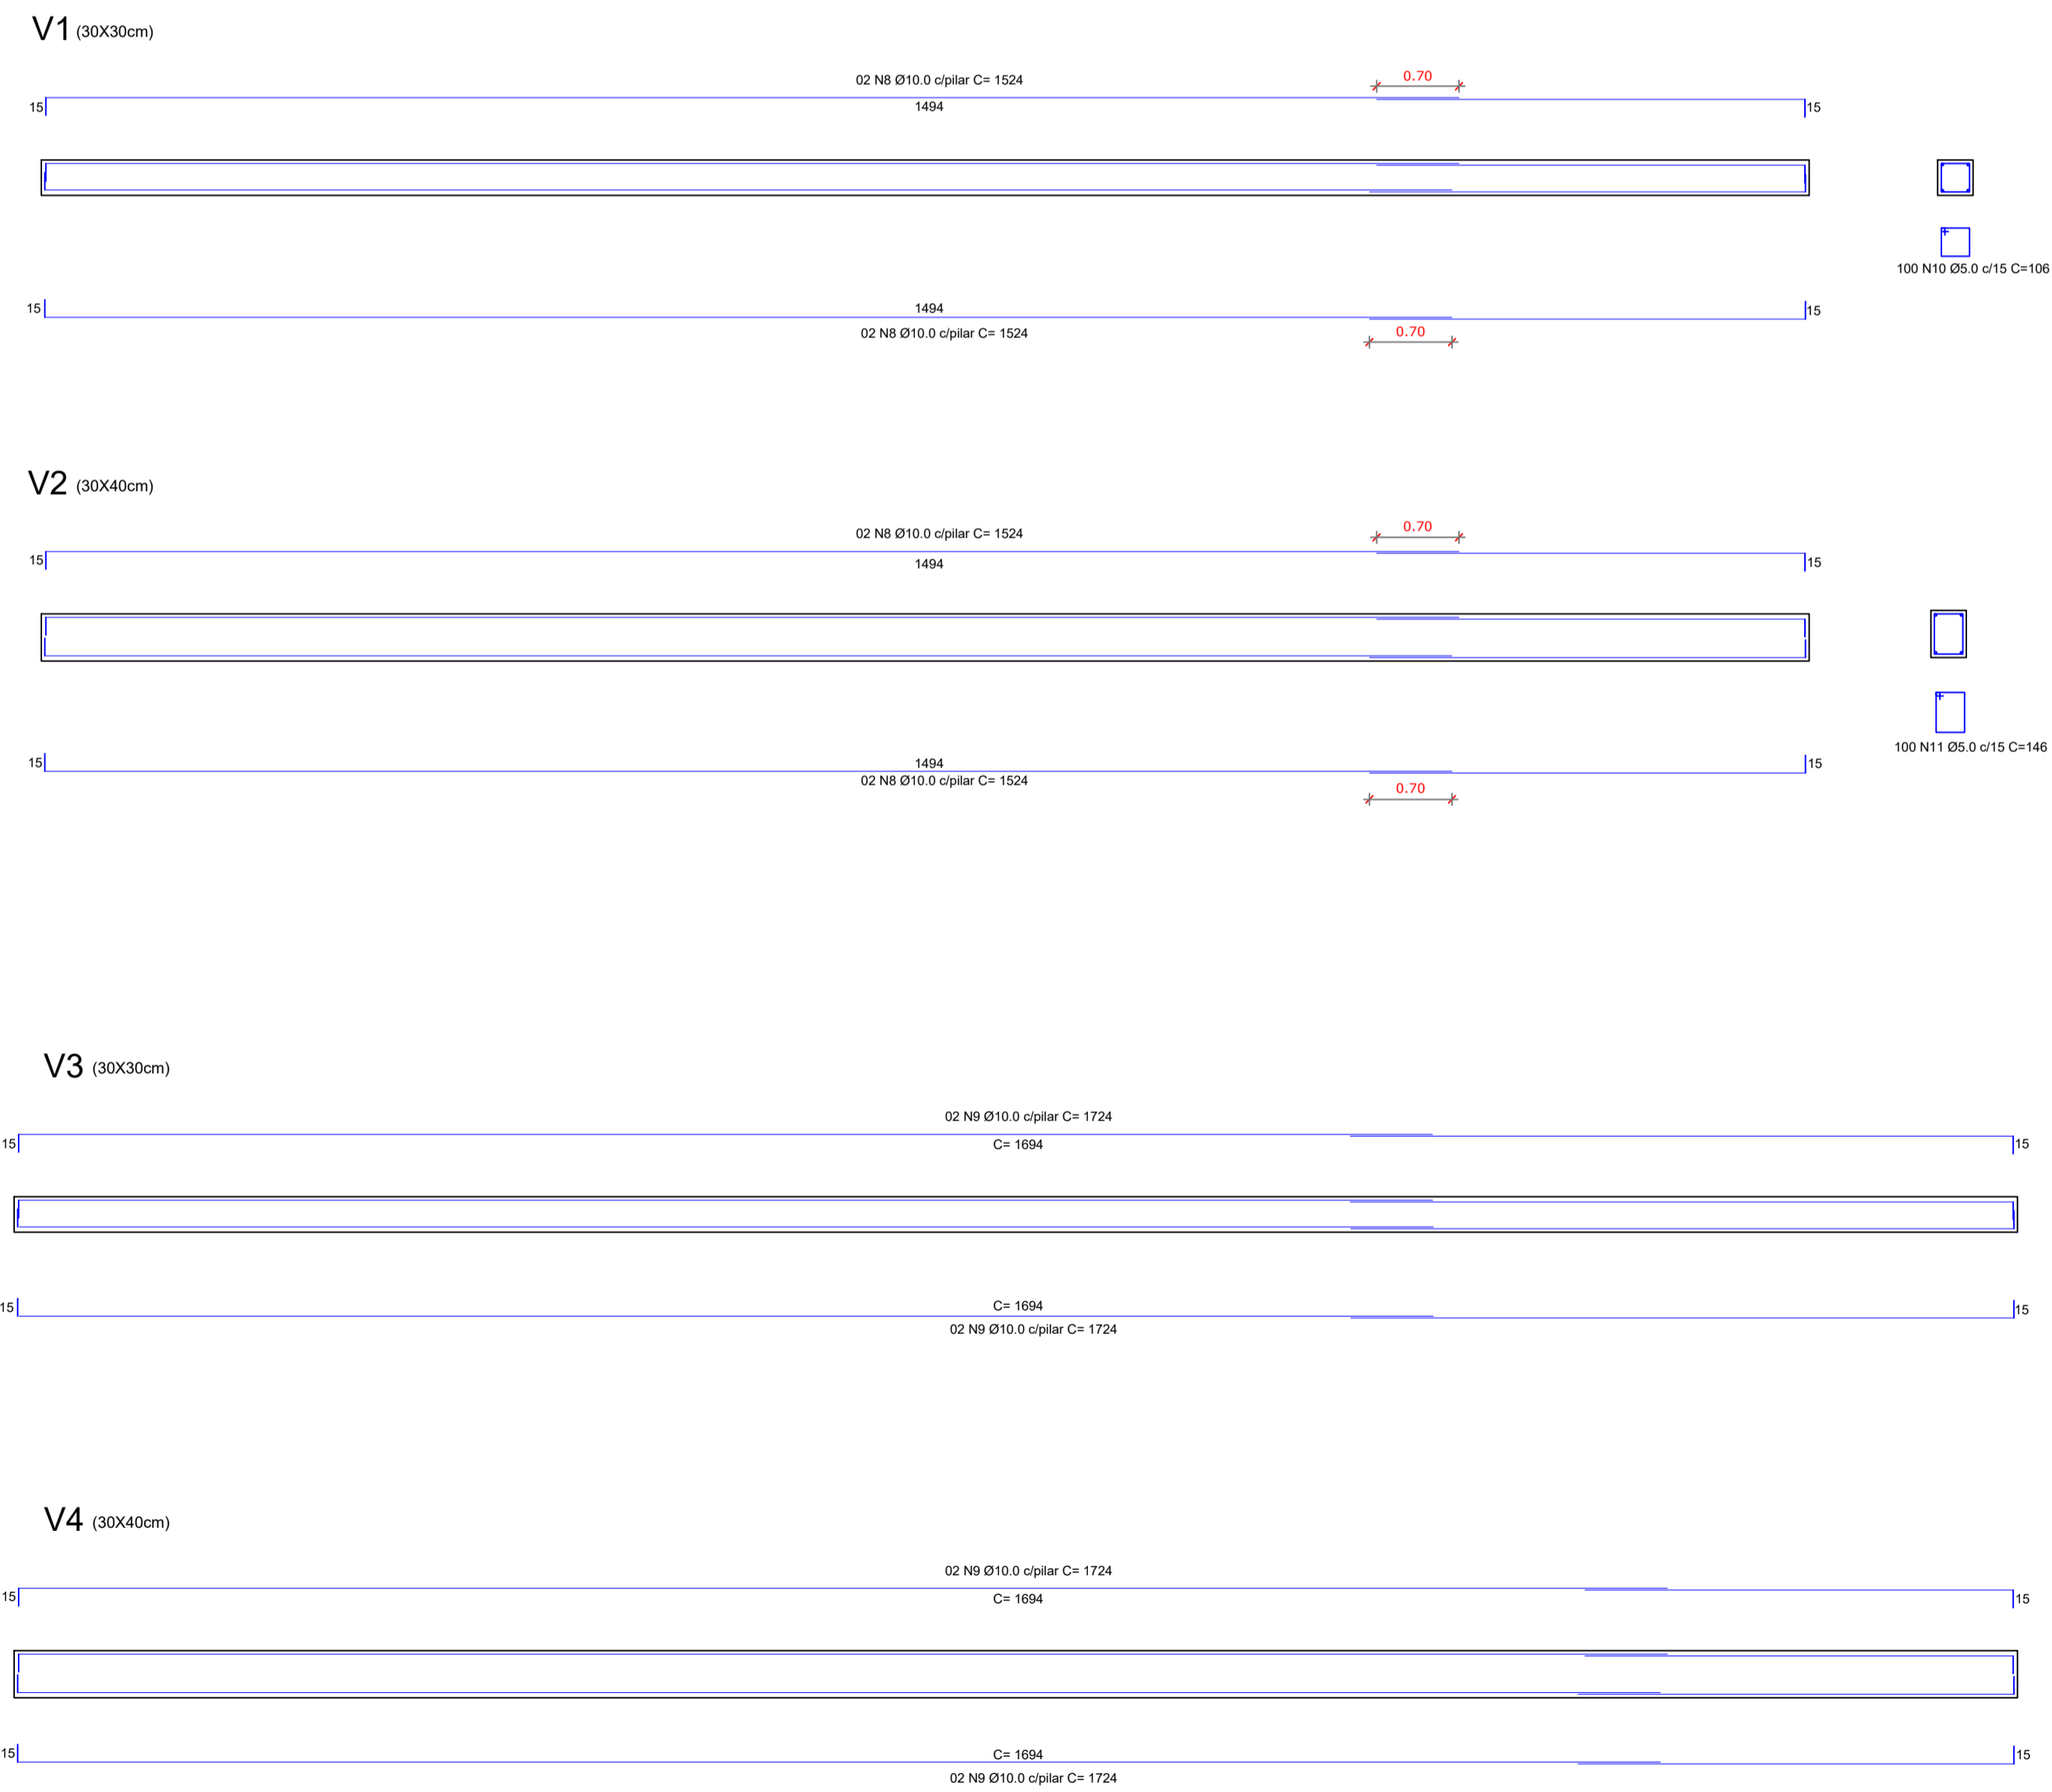 V1 (30X30cm)
02 N8 Ø10.0 c/pilar C= 1524
0.70
15
1494
15
100 N10 Ø5.0 c/15 C=106
15
1494
15
02 N8 Ø10.0 c/pilar C= 1524
0.70
V2 (30X40cm)
02 N8 Ø10.0 c/pilar C= 1524
0.70
15
1494
15
100 N11 Ø5.0 c/15 C=146
15
1494
15
02 N8 Ø10.0 c/pilar C= 1524
0.70
V3 (30X30cm)
02 N9 Ø10.0 c/pilar C= 1724
15
C= 1694
15
15
C= 1694
15
02 N9 Ø10.0 c/pilar C= 1724
V4 (30X40cm)
02 N9 Ø10.0 c/pilar C= 1724
15
C= 1694
15
15
C= 1694
15
02 N9 Ø10.0 c/pilar C= 1724